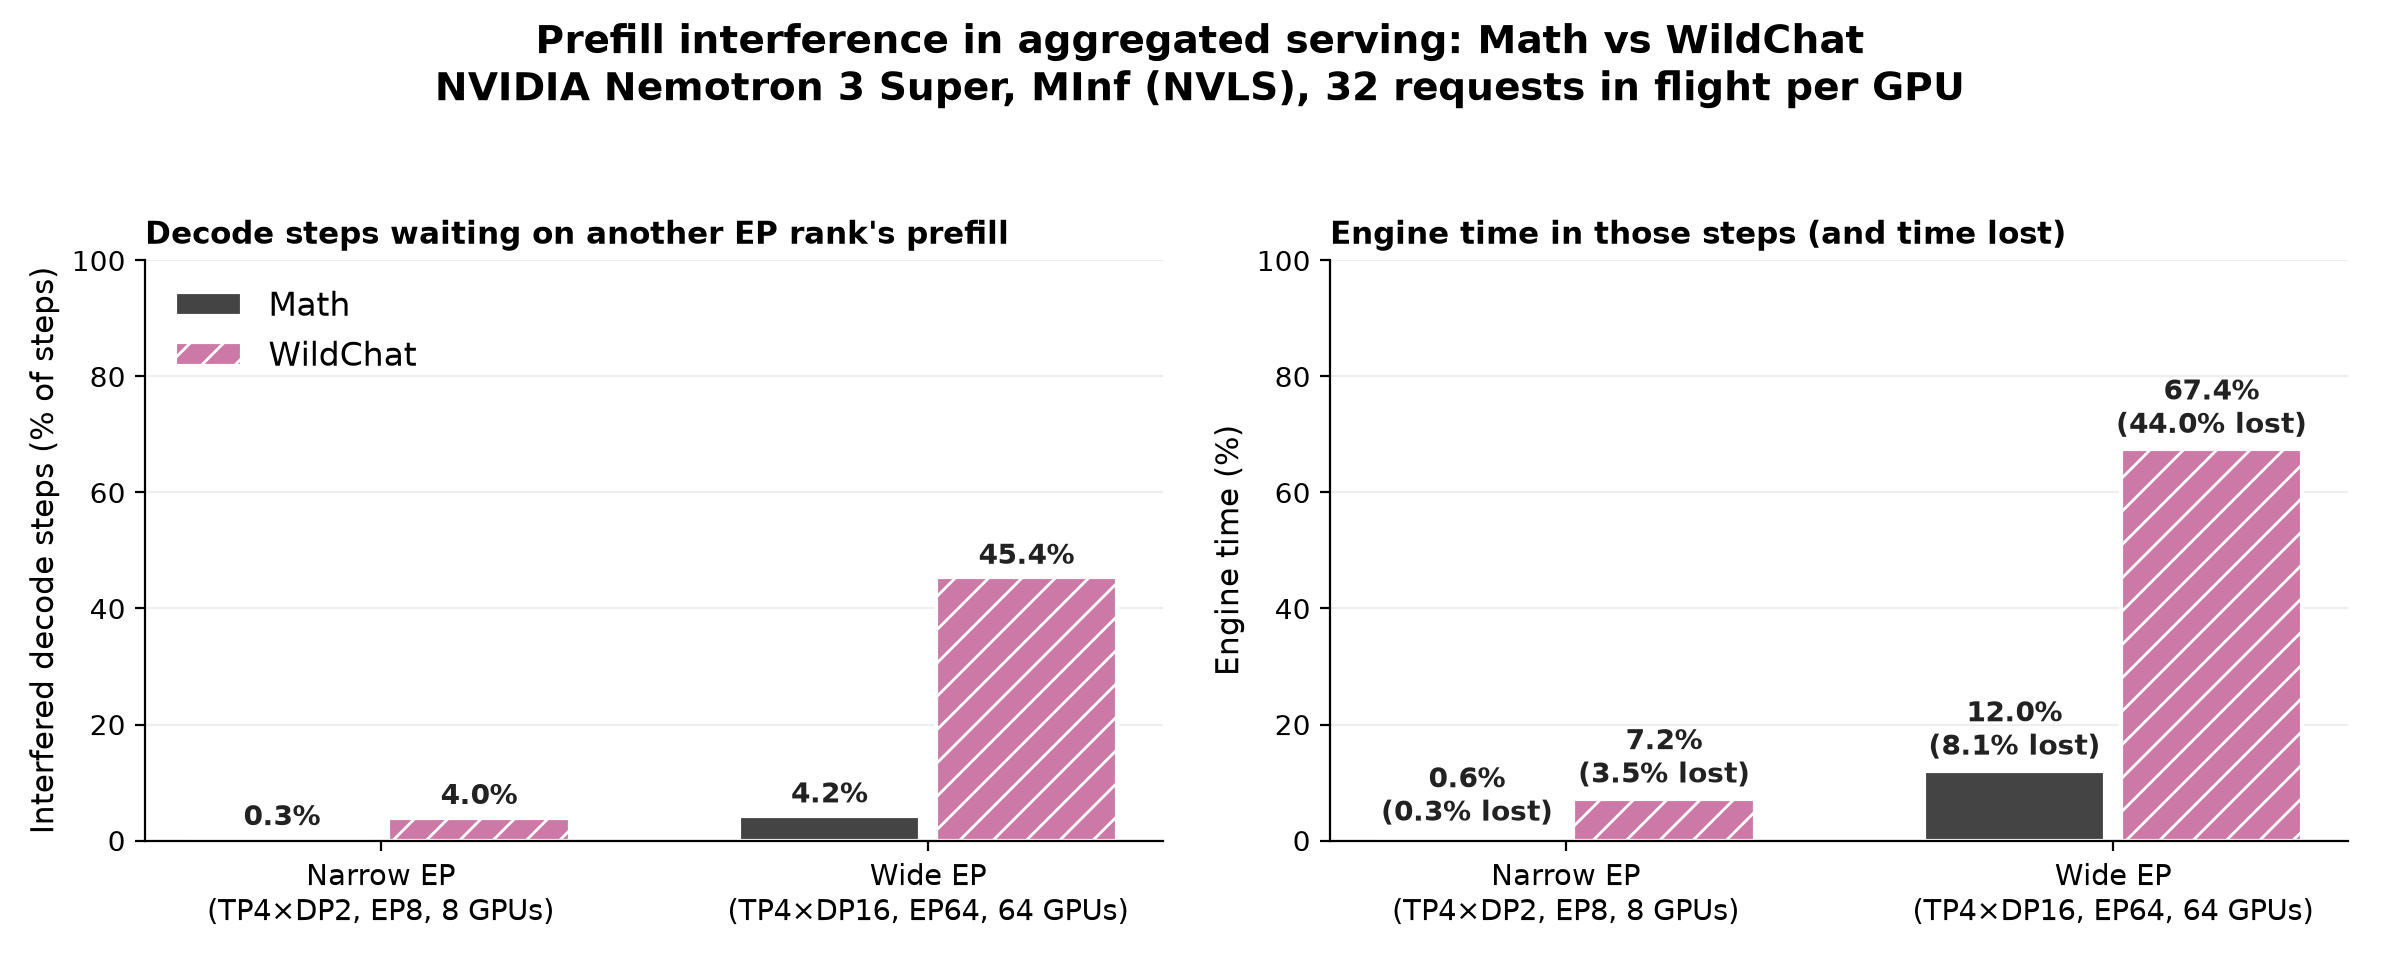 Prefill interference in aggregated serving: Math vs WildChat
NVIDIA Nemotron 3 Super, MInf (NVLS), 32 requests in flight per GPU
Decode steps waiting on another EP rank's prefill
Interfered decode steps (% of steps)
100
80
60
40
20
0
Math
WildChat
0.3%
4.0%
4.2%
45.4%
Narrow EP
(TP4×DP2, EP8, 8 GPUs)
Wide EP
(TP4×DP16, EP64, 64 GPUs)
Engine time in those steps (and time lost)
Engine time (%)
100
80
60
40
20
0
0.6%
(0.3% lost)
7.2%
(3.5% lost)
12.0%
(8.1% lost)
67.4%
(44.0% lost)
Narrow EP
(TP4×DP2, EP8, 8 GPUs)
Wide EP
(TP4×DP16, EP64, 64 GPUs)